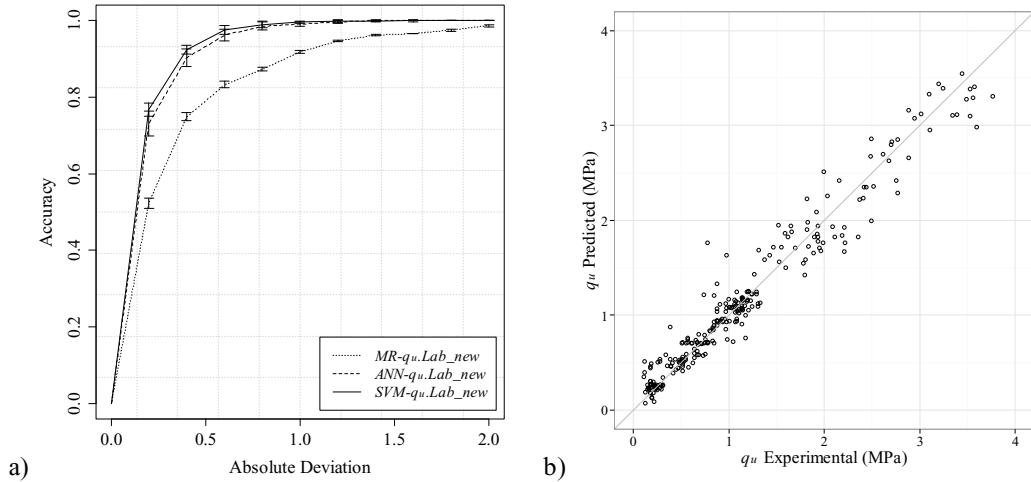 1.0
0.8
0.6
0.4
0.2
0.0
Accuracy
0.0 0.5 1.0 1.5 2.0
Absolute Deviation
MR-qu.Lab_new
ANN-qu.Lab_new
SVM-qu.Lab_new
a)
4
3
2
1
0
qu Predicted (MPa)
0 1 2 3 4
qu Experimental (MPa)
b)